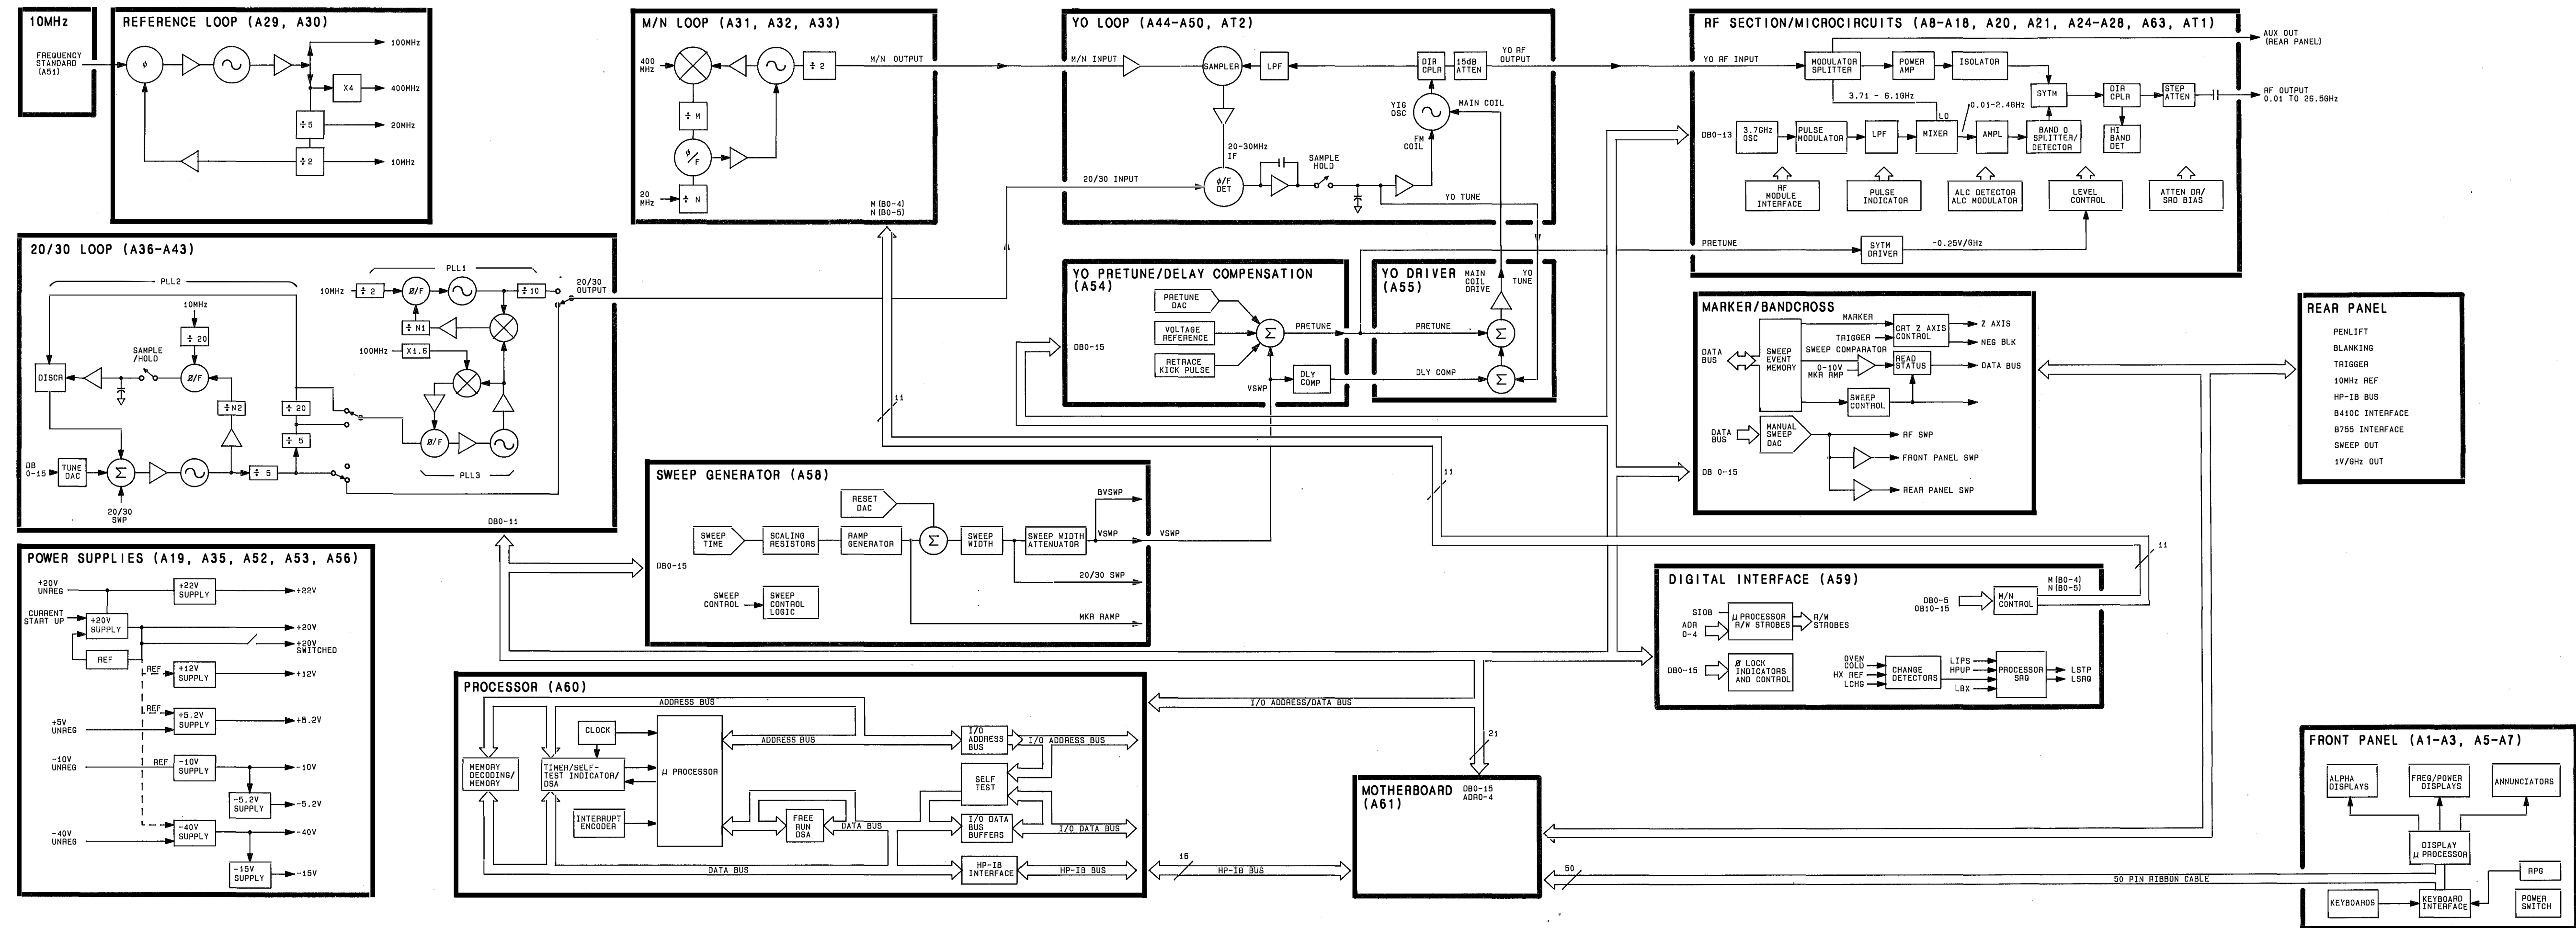 10MHz
FREQUENCY
STANDARD
(A51)
REFERENCE LOOP (A29, A30)
ϕ
100MHz
X4
400MHz
÷5
20MHz
÷2
10MHz
M/N LOOP (A31, A32, A33)
400
MHz
÷ 2
M/N OUTPUT
÷ M
ϕ/F
20
MHz
÷ N
M(B0-4)
N(B0-5)
YO LOOP (A44-A50, AT2)
M/N INPUT
SAMPLER
LPF
DIR
CPLR
15dB
ATTEN
YO RF
OUTPUT
YIG
OSC
MAIN COIL
FM
COIL
20-30MHz
IF
SAMPLE
HOLD
20/30 INPUT
ϕ/F
DET
YO TUNE
RF SECTION/MICROCIRCUITS (A8-A18, A20, A21, A24-A28, A63, AT1)
AUX OUT
(REAR PANEL)
YO RF INPUT
MODULATOR
SPLITTER
POWER
AMP
ISOLATOR
3.71 - 6.1GHz
0.01-2.4GHz
SYTM
DIR
CPLR
STEP
ATTEN
RF OUTPUT
0.01 TO 26.5GHz
LO
DB0-13
3.7GHz
OSC
PULSE
MODULATOR
LPF
MIXER
AMPL
BAND 0
SPLITTER/
DETECTOR
HI
BAND
DET
RF
MODULE
INTERFACE
PULSE
INDICATOR
ALC DETECTOR
ALC MODULATOR
LEVEL
CONTROL
ATTEN DR/
SRD BIAS
PRETUNE
SYTM
DRIVER
-0.25V/GHz
20/30 LOOP (A36-A43)
PLL2
PLL1
10MHz
÷ 20
10MHz
÷ 2
Ø/F
÷ 10
20/30
OUTPUT
÷ N1
SAMPLE
/HOLD
100MHz
X1.6
DISCR
Ø/F
÷N2
÷ 20
÷ 5
Ø/F
PLL3
DB
0-15
TUNE
DAC
Σ
÷ 5
20/30
SWP
DB0-11
YO PRETUNE/DELAY COMPENSATION
(A54)
PRETUNE
DAC
VOLTAGE
REFERENCE
Σ
PRETUNE
DB0-15
RETRACE
KICK PULSE
VSWP
DLY
COMP
DLY COMP
YO DRIVER
(A55)
MAIN
COIL
DRIVE
YO
TUNE
PRETUNE
Σ
Σ
MARKER/BANDCROSS
MARKER
TRIGGER
CRT Z AXIS
CONTROL
Z AXIS
NEG BLK
DATA
BUS
SWEEP
EVENT
MEMORY
SWEEP COMPARATOR
0-10V
MKR RAMP
READ
STATUS
DATA BUS
SWEEP
CONTROL
DATA
BUS
MANUAL
SWEEP
DAC
RF SWP
FRONT PANEL SWP
DB 0-15
REAR PANEL SWP
REAR PANEL
PENLIFT
BLANKING
TRIGGER
10MHz REF
HP-IB BUS
8410C INTERFACE
8755 INTERFACE
SWEEP OUT
1V/GHz OUT
11
SWEEP GENERATOR (A58)
RESET
DAC
BVSWP
SWEEP
TIME
SCALING
RESISTORS
RAMP
GENERATOR
Σ
SWEEP
WIDTH
SWEEP WIDTH
ATTENUATOR
VSWP
VSWP
DB0-15
20/30 SWP
SWEEP
CONTROL
SWEEP
CONTROL
LOGIC
MKR RAMP
11
11
POWER SUPPLIES (A19, A35, A52, A53, A56)
+20V
UNREG
+22V
SUPPLY
+22V
CURRENT
START UP
+20V
SUPPLY
+20V
+20V
SWITCHED
REF
REF
+12V
SUPPLY
+12V
REF
+5.2V
SUPPLY
+5.2V
+5V
UNREG
-10V
UNREG
REF
-10V
SUPPLY
-10V
-5.2V
SUPPLY
-5.2V
-40V
UNREG
-40V
SUPPLY
-40V
-15V
SUPPLY
-15V
PROCESSOR (A60)
ADDRESS BUS
CLOCK
ADDRESS BUS
I/O
ADDRESS
BUS
I/O ADDRESS BUS
MEMORY
DECODING/
MEMORY
TIMER/SELF-
TEST INDICATOR/
DSA
μ PROCESSOR
SELF
TEST
INTERRUPT
ENCODER
FREE
RUN
DSA
DATA BUS
I/O DATA
BUS
BUFFERS
I/O DATA BUS
DATA BUS
HP-IB
INTERFACE
HP-IB BUS
I/O ADDRESS/DATA BUS
21
16
HP-IB BUS
MOTHERBOARD
(A61)
DB0-15
ADR0-4
50
50 PIN RIBBON CABLE
DIGITAL INTERFACE (A59)
M(B0-4)
N(B0-5)
DB0-5
DB10-15
M/N
CONTROL
SIOB
ADR
0-4
μ PROCESSOR
R/W STROBES
R/W
STROBES
DB0-15
Ø LOCK
INDICATORS
AND CONTROL
OVEN
COLD
HX REF
LCHG
CHANGE
DETECTORS
LIPS
HPUP
LBX
PROCESSOR
SRQ
LSTP
LSRQ
FRONT PANEL (A1-A3, A5-A7)
ALPHA
DISPLAYS
FREQ/POWER
DISPLAYS
ANNUNCIATORS
DISPLAY
μ PROCESSOR
RPG
KEYBOARDS
KEYBOARD
INTERFACE
POWER
SWITCH